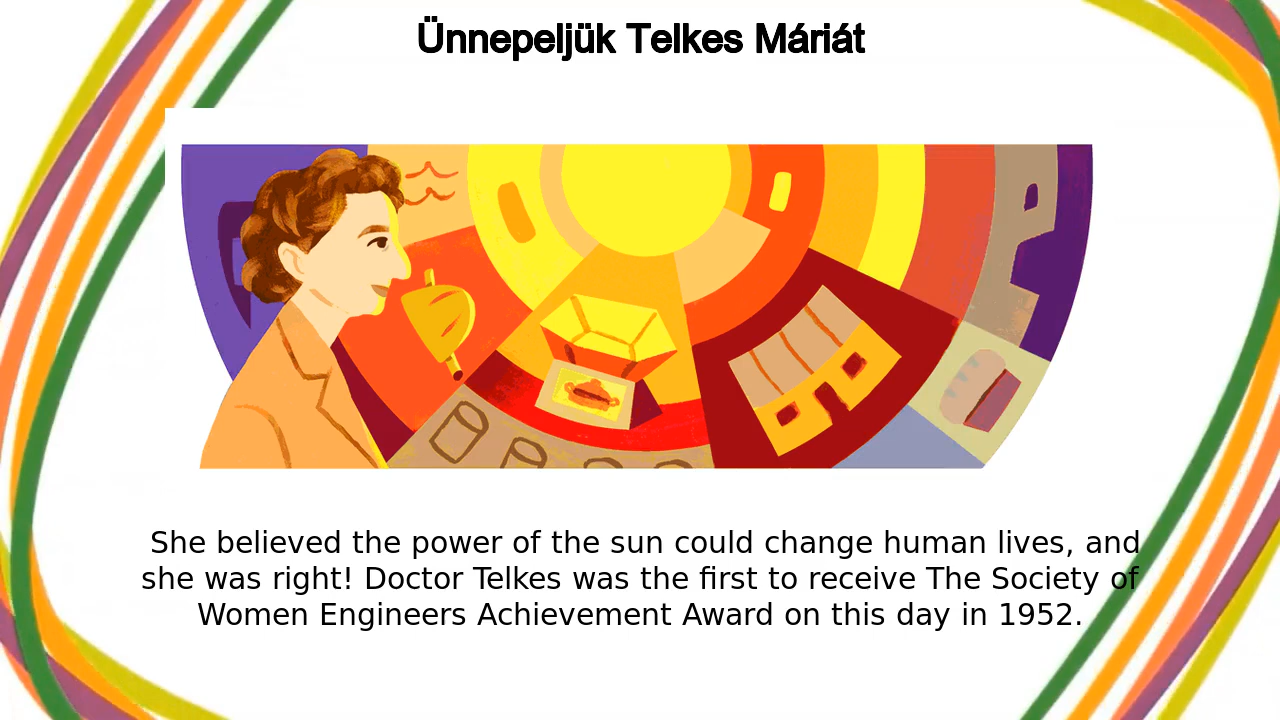 Ünnepeljük Telkes Máriát
She believed the power of the sun could change human lives, and
she was right! Doctor Telkes was the first to receive The Society of
Women Engineers Achievement Award on this day in 1952.